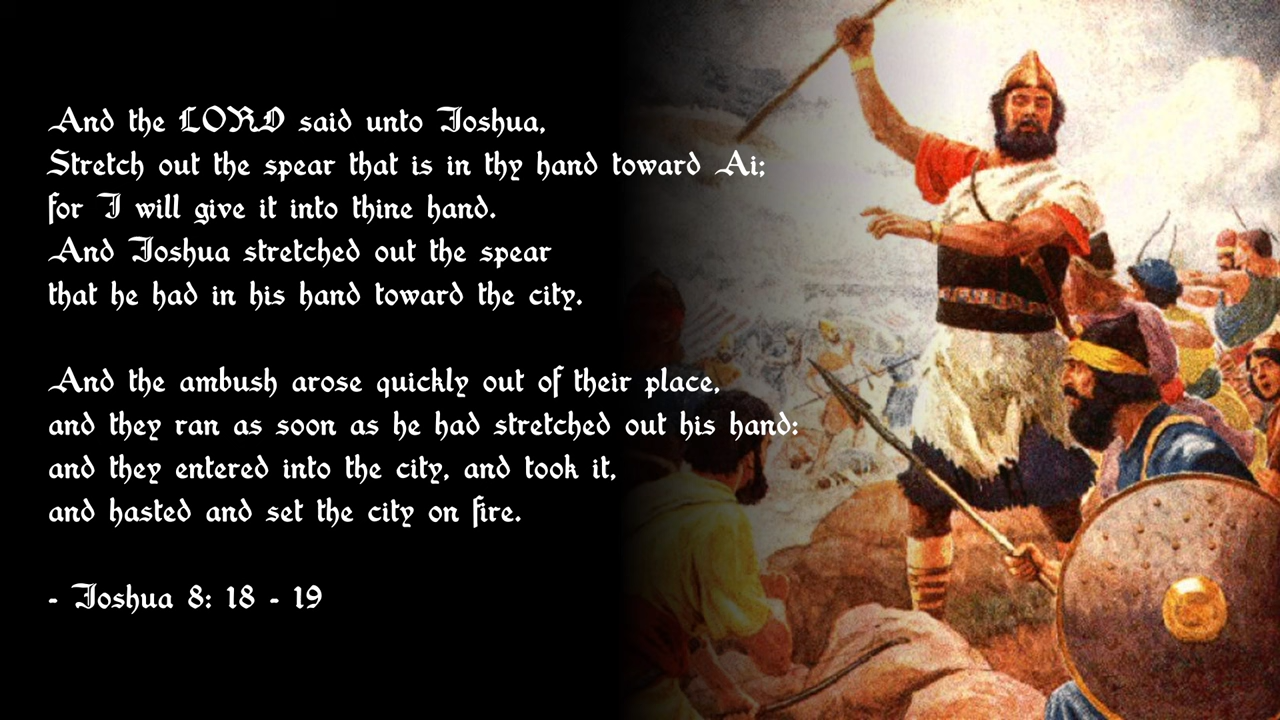 And the LORD said unto Joshua,
Stretch out the spear that is in thy hand toward Ai;
for I will give it into thine hand.
And Joshua stretched out the spear
that he had in his hand toward the city.
And the ambush arose quickly out of their place,
and they ran as soon as he had stretched out his hand:
and they entered into the city, and took it,
and hasted and set the city on fire.
- Joshua 8: 18 - 19